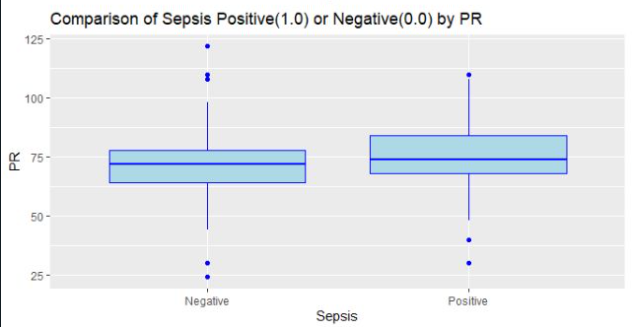 Comparison of Sepsis Positive(1.0) or Negative(0.0) by PR
125
100
75
50
25
PR
Negative
Positive
Sepsis